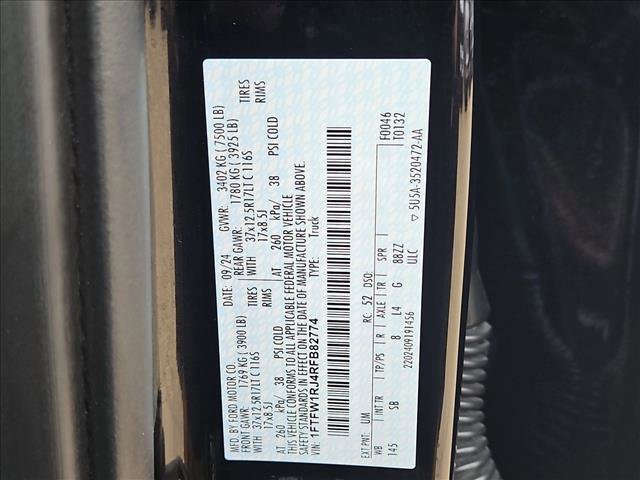 MFD. BY FORD MOTOR CO.
DATE: 09/24 GVWR: 3402 KG ( 7500 LB)
FRONT GAWR: 1769 KG ( 3900 LB) REAR GAWR: 1780 KG ( 3925 LB)
WITH 37x12.5R17LT C 116S TIRES WITH 37x12.5R17LT C 116S TIRES
17x8.5J RIMS 17x8.5J RIMS
AT 260 kPa/ 38 PSI COLD AT 260 kPa/ 38 PSI COLD
THIS VEHICLE CONFORMS TO ALL APPLICABLE FEDERAL MOTOR VEHICLE
SAFETY STANDARDS IN EFFECT ON THE DATE OF MANUFACTURE SHOWN ABOVE.
VIN: 1FTFW1RJ4RFB82774 TYPE: Truck
F0046
EXT PNT: UM RC: 52 DSO: T0132
WB INT TR TP/PS R AXLE TR SPR
145 SB 8 L4 G 88ZZ
ULC
2202409191456 5U5A-3520472-AA